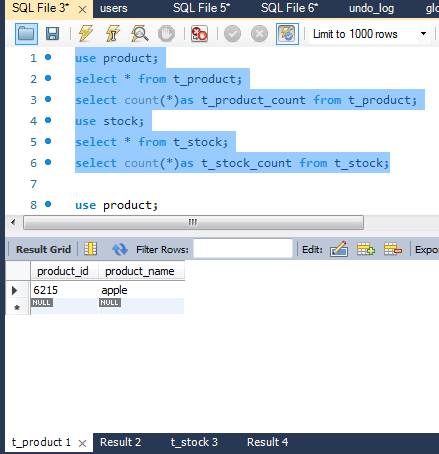 SQL File 3* × users SQL File 5* SQL File 6* undo_log glo
Limit to 1000 rows
1 use product;
2 select * from t_product;
3 select count(*)as t_product_count from t_product;
4 use stock;
5 select * from t_stock;
6 select count(*)as t_stock_count from t_stock;
7
8 use product;
Result Grid Filter Rows: Edit: Expor
product_id product_name
6215 apple
NULL NULL
t_product 1 × Result 2 t_stock 3 Result 4